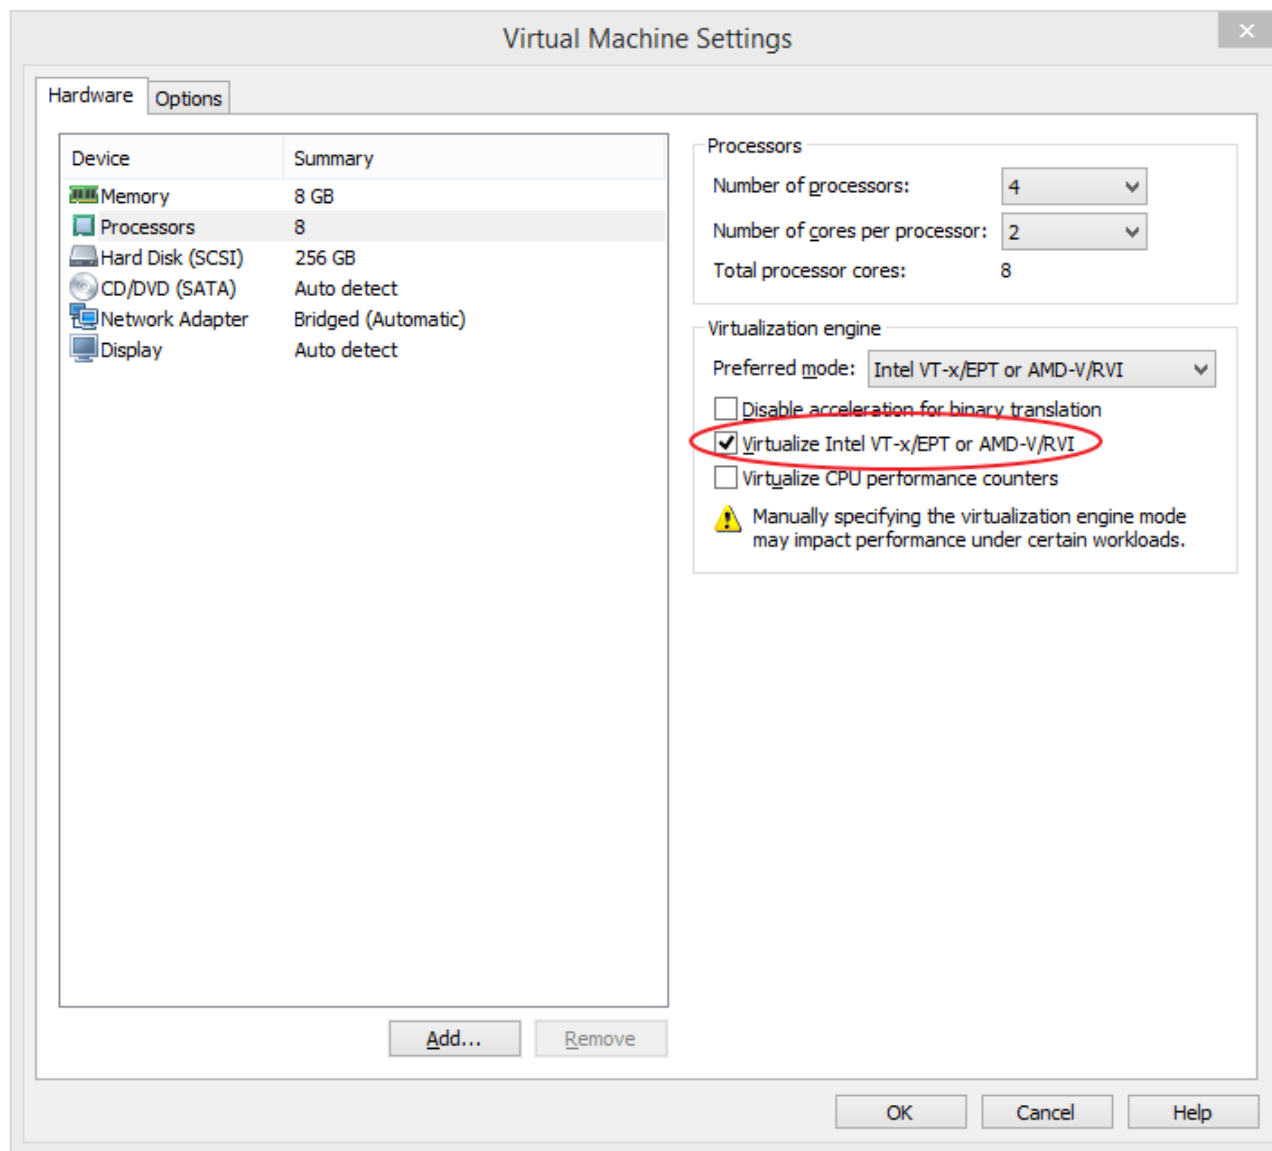 Virtual Machine Settings
Hardware Options
Device Summary
Memory 8 GB
Processors 8
Hard Disk (SCSI) 256 GB
CD/DVD (SATA) Auto detect
Network Adapter Bridged (Automatic)
Display Auto detect
Add... Remove
Processors
Number of processors: 4
Number of cores per processor: 2
Total processor cores: 8
Virtualization engine
Preferred mode: Intel VT-x/EPT or AMD-V/RVI
Disable acceleration for binary translation
Virtualize Intel VT-x/EPT or AMD-V/RVI
Virtualize CPU performance counters
Manually specifying the virtualization engine mode
may impact performance under certain workloads.
OK Cancel Help